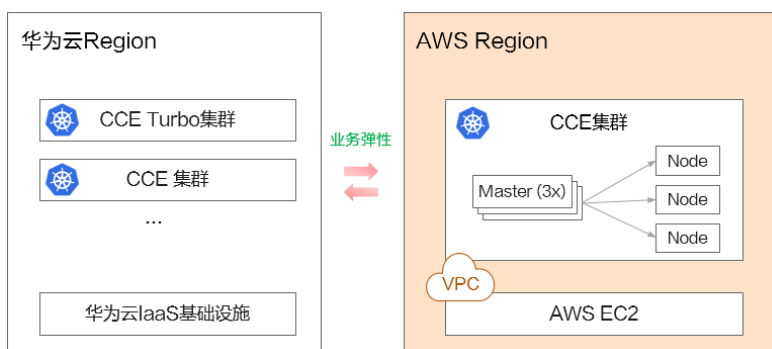 华为云Region
CCE Turbo集群
CCE 集群
...
华为云IaaS基础设施
业务弹性
AWS Region
CCE集群
Master (3x)
Node
Node
Node
VPC
AWS EC2